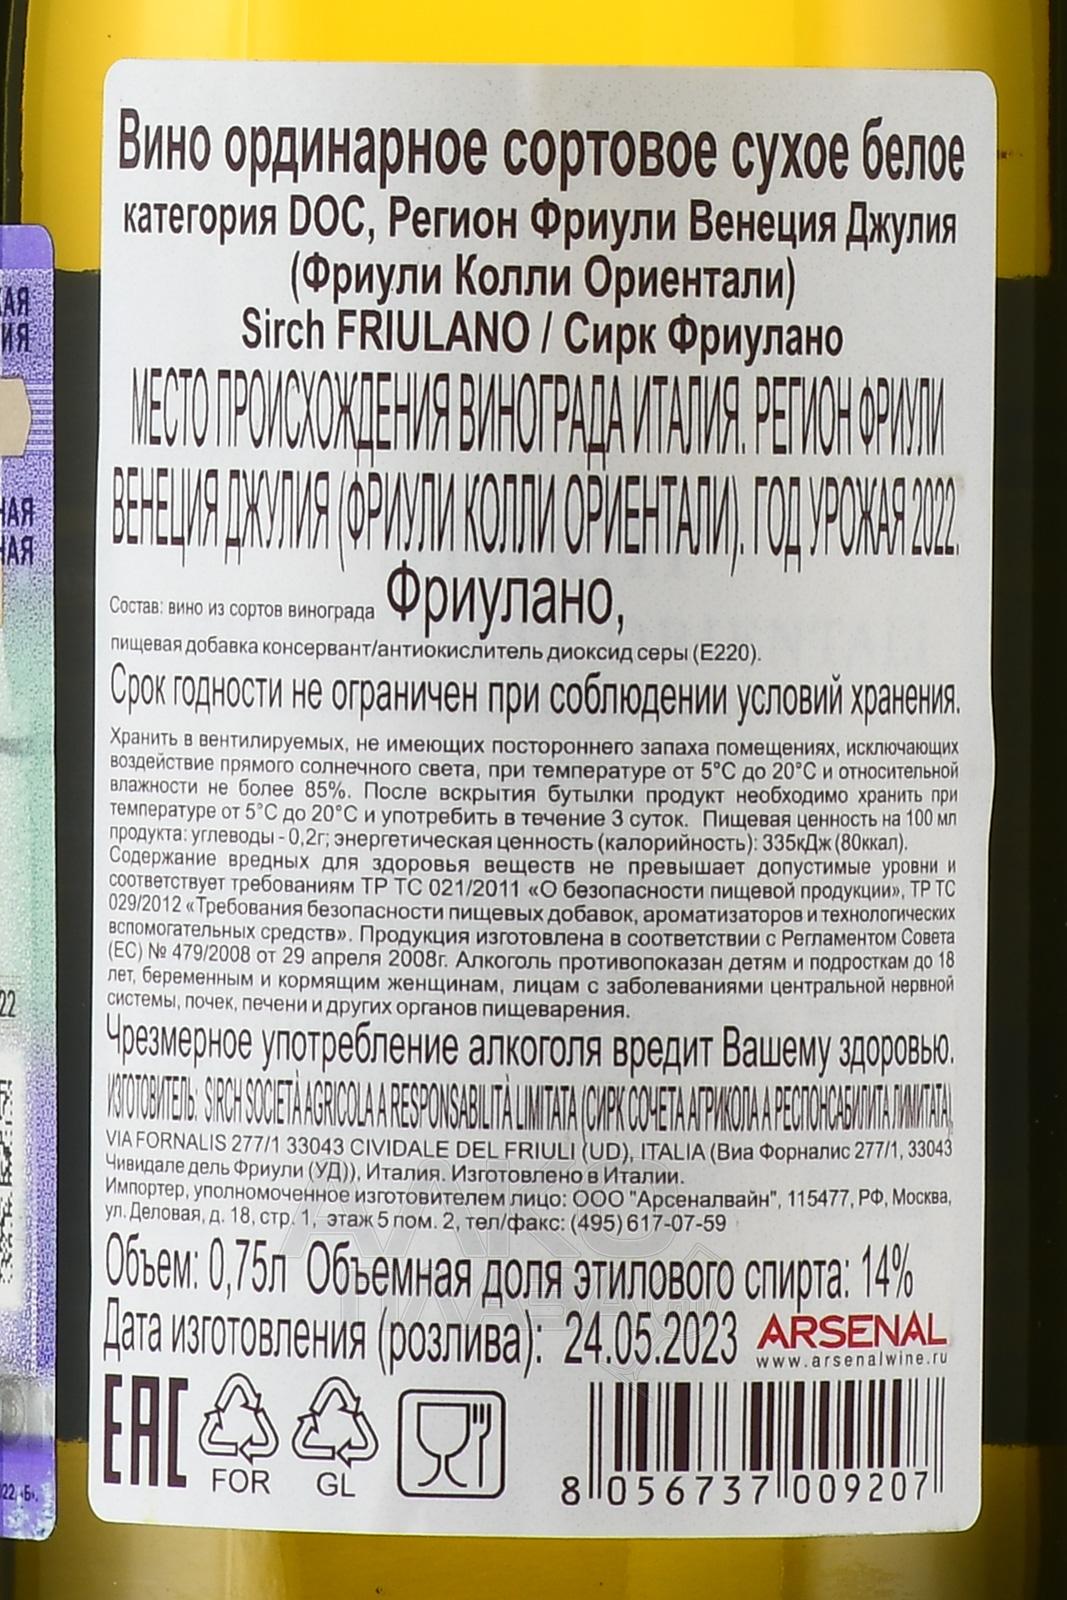 Вино ординарное сортовое сухое белое
категория DOC, Регион Фриули Венеция Джулия
(Фриули Колли Ориентали)
Sirch FRIULANO / Сирк Фриулано
МЕСТО ПРОИСХОЖДЕНИЯ ВИНОГРАДА ИТАЛИЯ. РЕГИОН ФРИУЛИ
ВЕНЕЦИЯ ДЖУЛИЯ (ФРИУЛИ КОЛЛИ ОРИЕНТАЛИ). ГОД УРОЖАЯ 2022.
Состав: вино из сортов винограда Фриулано,
пищевая добавка консервант/антиокислитель диоксид серы (Е220).
Срок годности не ограничен при соблюдении условий хранения.
Хранить в вентилируемых, не имеющих постороннего запаха помещениях, исключающих
воздействие прямого солнечного света, при температуре от 5°С до 20°С и относительной
влажности не более 85%. После вскрытия бутылки продукт необходимо хранить при
температуре от 5°С до 20°С и употребить в течение 3 суток. Пищевая ценность на 100 мл
продукта: углеводы - 0,2г; энергетическая ценность (калорийность): 335кДж (80ккал).
Содержание вредных для здоровья веществ не превышает допустимые уровни и
соответствует требованиям ТР ТС 021/2011 «О безопасности пищевой продукции», ТР ТС
029/2012 «Требования безопасности пищевых добавок, ароматизаторов и технологических
вспомогательных средств». Продукция изготовлена в соответствии с Регламентом Совета
(ЕС) № 479/2008 от 29 апреля 2008г. Алкоголь противопоказан детям и подросткам до 18
лет, беременным и кормящим женщинам, лицам с заболеваниями центральной нервной
системы, почек, печени и других органов пищеварения.
Чрезмерное употребление алкоголя вредит Вашему здоровью.
ИЗГОТОВИТЕЛЬ: SIRCH SOCIETÀ AGRICOLA A RESPONSABILITÀ LIMITATA (СИРК СОЧЕТА АГРИКОЛА А РЕСПОНСАБИЛИТА ЛИМИТАТА),
VIA FORNALIS 277/1 33043 CIVIDALE DEL FRIULI (UD), ITALIA (Виа Форналис 277/1, 33043
Чивидале дель Фриули (УД)), Италия. Изготовлено в Италии.
Импортер, уполномоченное изготовителем лицо: ООО "Арсеналвайн", 115477, РФ, Москва,
ул. Деловая, д. 18, стр. 1, этаж 5 пом. 2, тел/факс: (495) 617-07-59
Объем: 0,75л Объемная доля этилового спирта: 14%
Дата изготовления (розлива): 24.05.2023
ARSENAL
www.arsenalwine.ru
EAC
FOR
GL
8 056737 009207